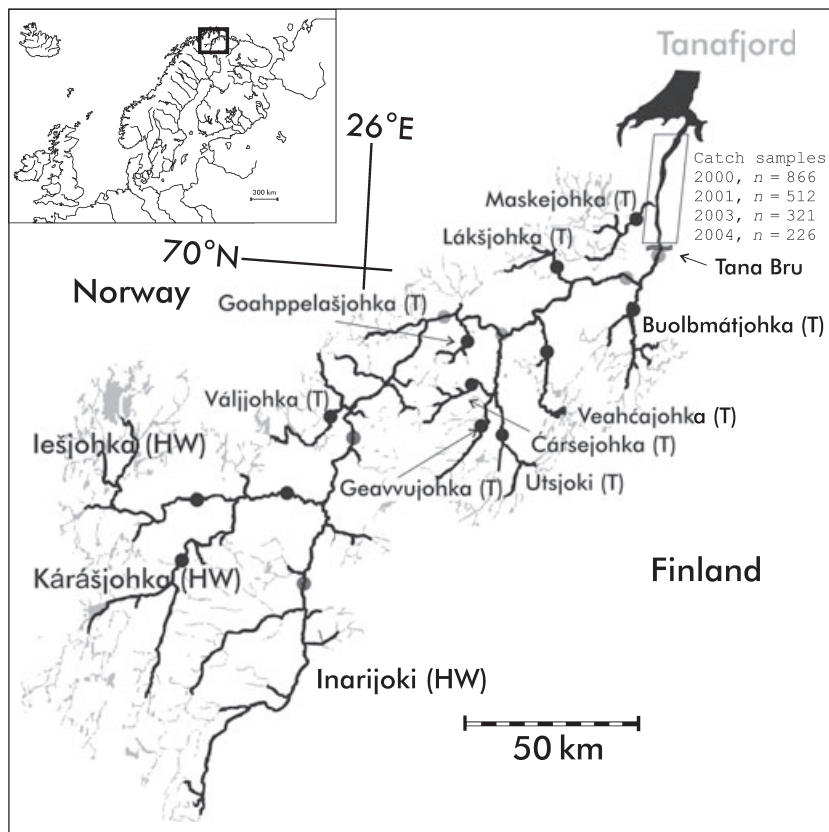 Tanafjord
300 km
26°E
Catch samples
2000, n = 866
2001, n = 512
2003, n = 321
2004, n = 226
Maskejohka (T)
Lákšjohka (T)
70°N
Tana Bru
Norway
Goahppelašjohka (T)
Buolbmátjohka (T)
Váljjohka (T)
Veahčajohka (T)
Iešjohka (HW)
Cársejohka (T)
Geavvujohka (T)
Utsjoki (T)
Kárášjohka (HW)
Finland
Inarijoki (HW)
50 km